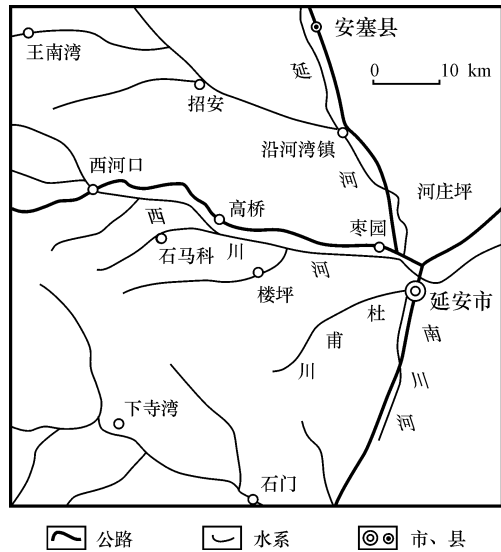 安塞县
王南湾
延
0 10 km
招安
沿河湾镇
西河口
河
河庄坪
高桥
西
枣园
石马科
川
河
楼坪
延安市
杜
甫
川
南
川
河
下寺湾
石门
公路
水系
市、县